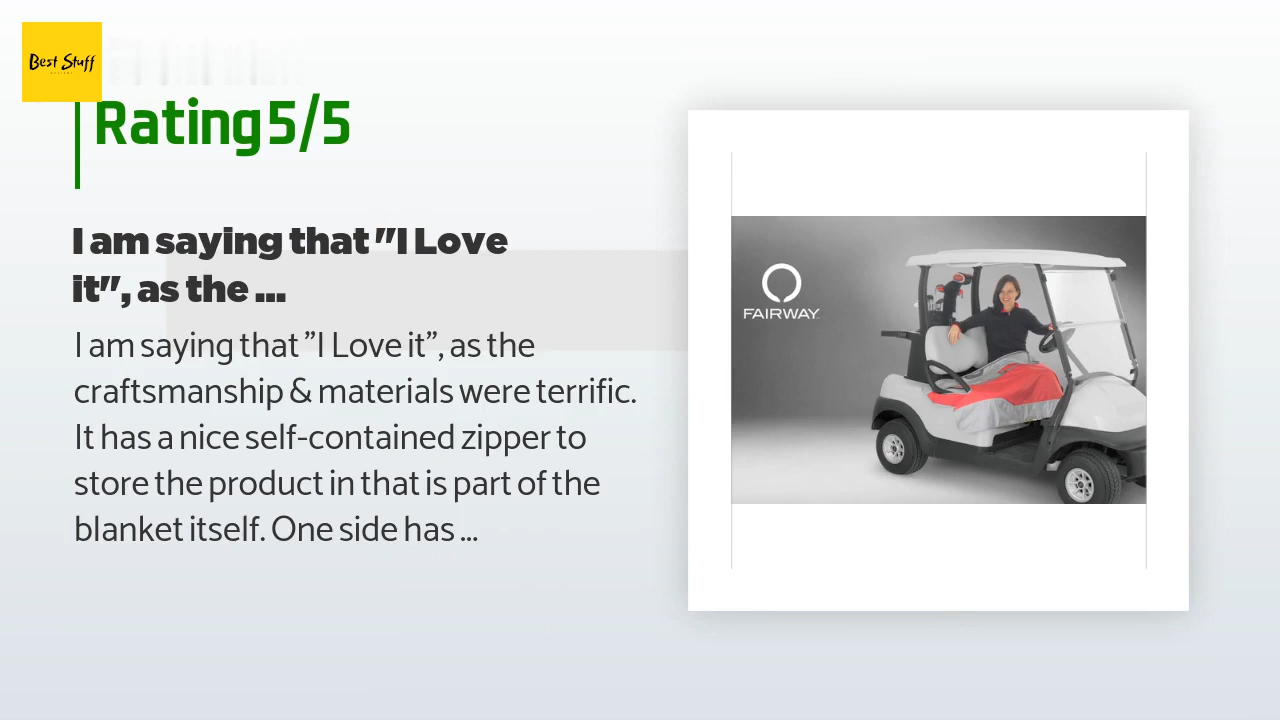 Best Stuff
Rating 5/5
I am saying that "I Love
it", as the ...
I am saying that "I Love it", as the
craftsmanship & materials were terrific.
It has a nice self-contained zipper to
store the product in that is part of the
blanket itself. One side has ...
FAIRWAY